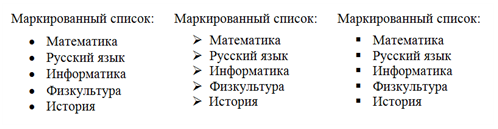 Маркированный список:
• Математика
• Русский язык
• Информатика
• Физкультура
• История
Маркированный список:
➢ Математика
➢ Русский язык
➢ Информатика
➢ Физкультура
➢ История
Маркированный список:
▪ Математика
▪ Русский язык
▪ Информатика
▪ Физкультура
▪ История